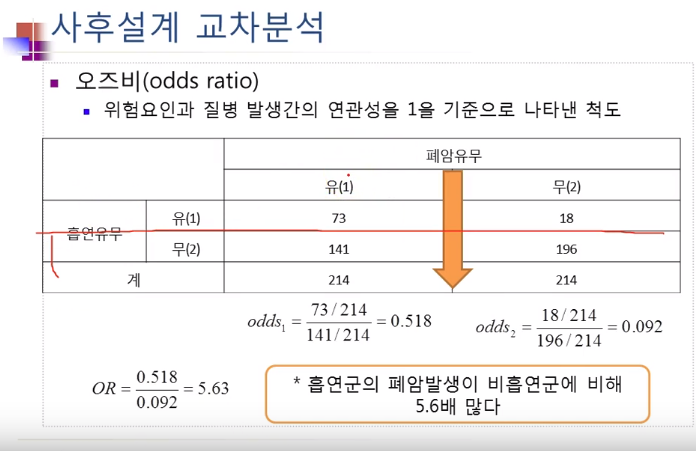 사후설계 교차분석
오즈비(odds ratio)
위험요인과 질병 발생간의 연관성을 1을 기준으로 나타낸 척도
폐암유무
유(1) 무(2)
흡연유무 유(1) 73 18
무(2) 141 196
계 214 214
odds₁ = (73/214)/(141/214) = 0.518
odds₂ = (18/214)/(196/214) = 0.092
OR = 0.518/0.092 = 5.63
* 흡연군의 폐암발생이 비흡연군에 비해
5.6배 많다